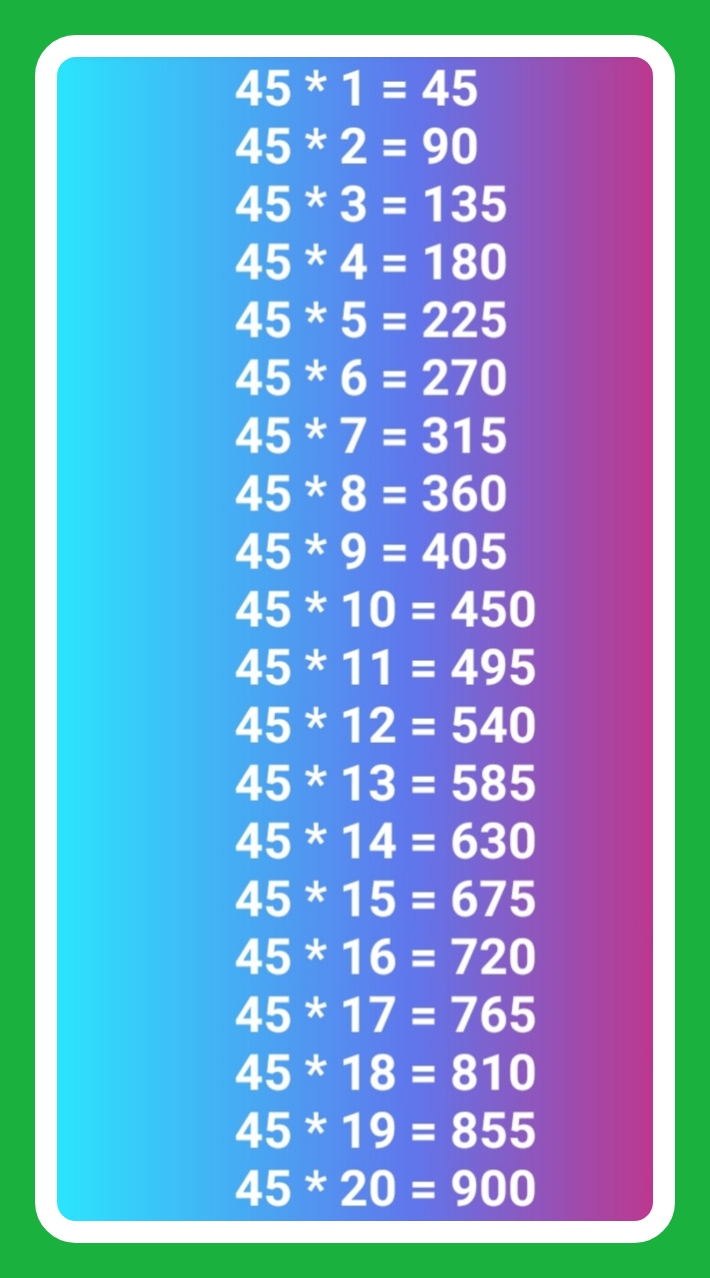 45 * 1 = 45
45 * 2 = 90
45 * 3 = 135
45 * 4 = 180
45 * 5 = 225
45 * 6 = 270
45 * 7 = 315
45 * 8 = 360
45 * 9 = 405
45 * 10 = 450
45 * 11 = 495
45 * 12 = 540
45 * 13 = 585
45 * 14 = 630
45 * 15 = 675
45 * 16 = 720
45 * 17 = 765
45 * 18 = 810
45 * 19 = 855
45 * 20 = 900